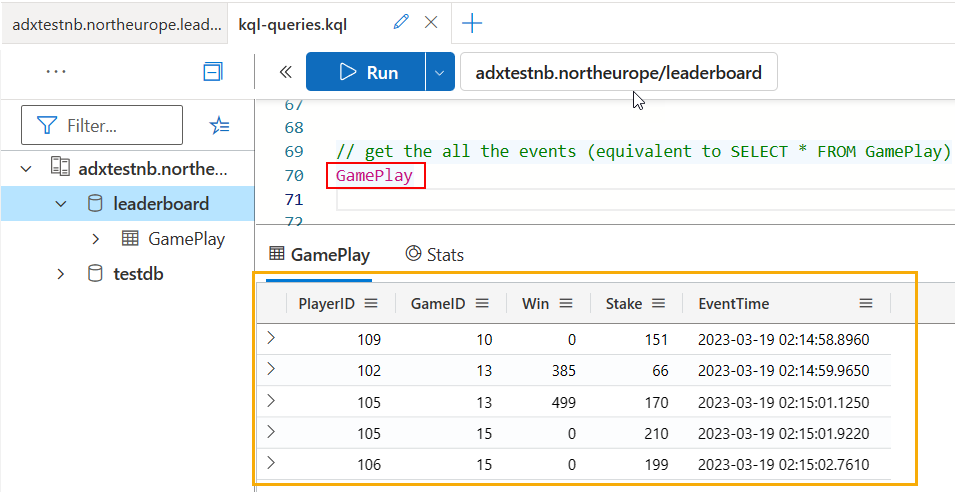 adxtestnb.northeurope.lead...
kql-queries.kql
...
Run
adxtestnb.northeurope/leaderboard
Filter...
adxtestnb.northe...
leaderboard
GamePlay
testdb
67
68
69 // get the all the events (equivalent to SELECT * FROM GamePlay)
70 GamePlay
71
72
GamePlay Stats
PlayerID GameID Win Stake EventTime
109 10 0 151 2023-03-19 02:14:58.8960
102 13 385 66 2023-03-19 02:14:59.9650
105 13 499 170 2023-03-19 02:15:01.1250
105 15 0 210 2023-03-19 02:15:01.9220
106 15 0 199 2023-03-19 02:15:02.7610